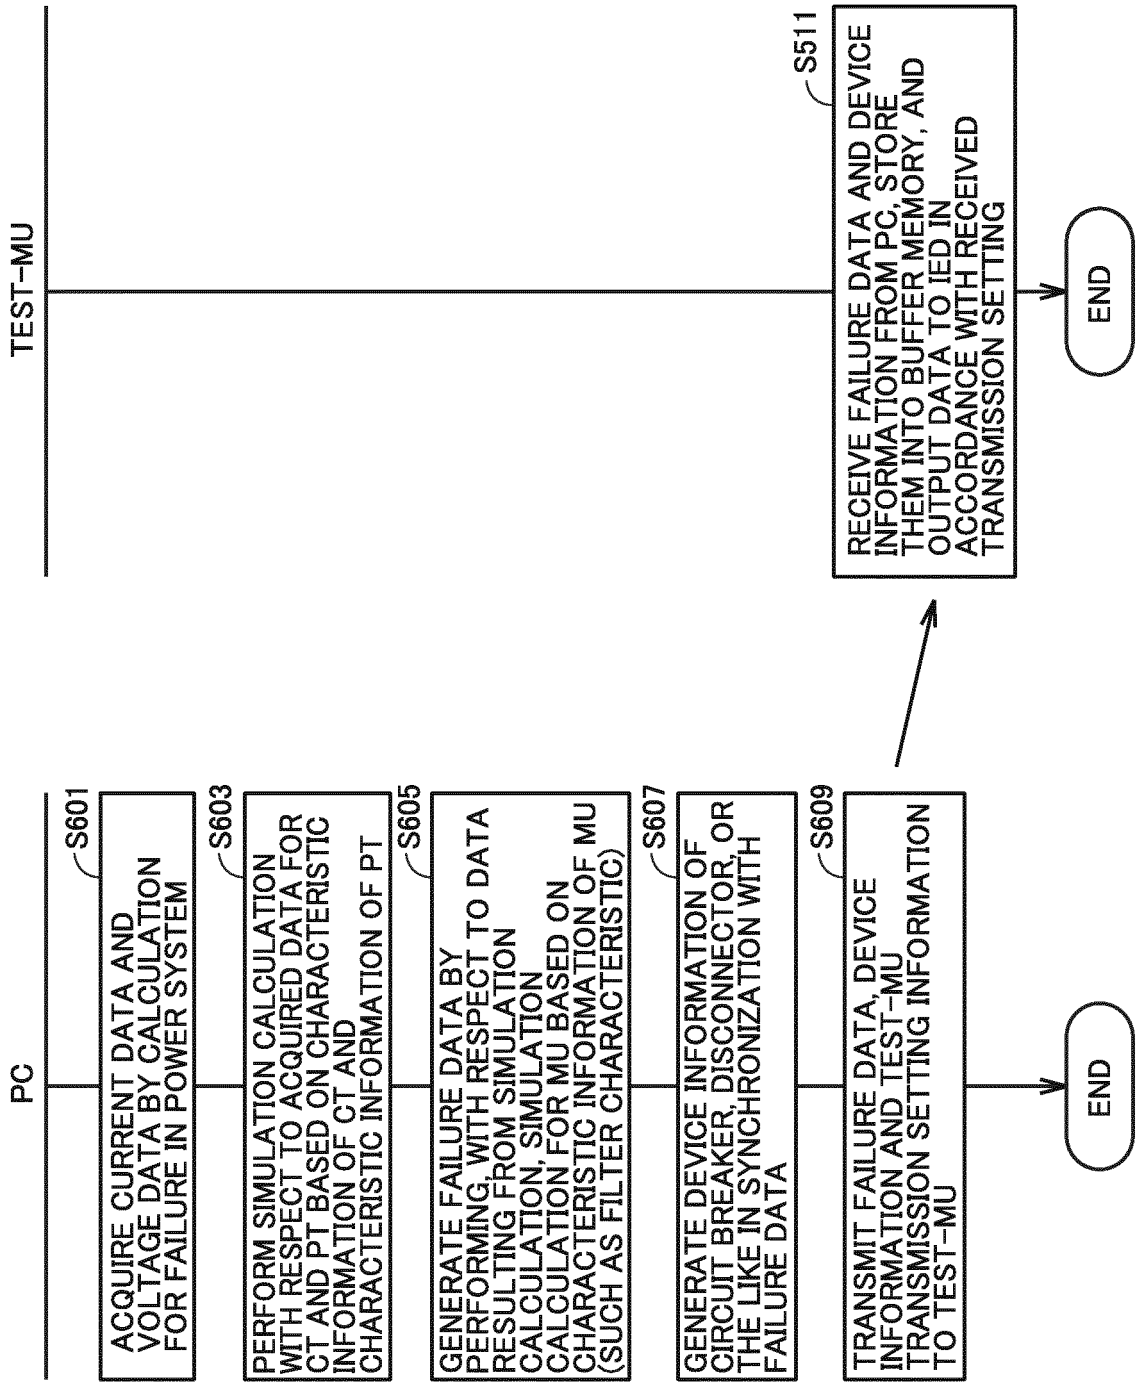 PC
S601
ACQUIRE CURRENT DATA AND
VOLTAGE DATA BY CALCULATION
FOR FAILURE IN POWER SYSTEM
S603
PERFORM SIMULATION CALCULATION
WITH RESPECT TO ACQUIRED DATA FOR
CT AND PT BASED ON CHARACTERISTIC
INFORMATION OF CT AND
CHARACTERISTIC INFORMATION OF PT
S605
GENERATE FAILURE DATA BY
PERFORMING, WITH RESPECT TO DATA
RESULTING FROM SIMULATION
CALCULATION, SIMULATION
CALCULATION FOR MU BASED ON
CHARACTERISTIC INFORMATION OF MU
(SUCH AS FILTER CHARACTERISTIC)
S607
GENERATE DEVICE INFORMATION OF
CIRCUIT BREAKER, DISCONNECTOR, OR
THE LIKE IN SYNCHRONIZATION WITH
FAILURE DATA
S609
TRANSMIT FAILURE DATA, DEVICE
INFORMATION AND TEST-MU
TRANSMISSION SETTING INFORMATION
TO TEST-MU
END
TEST-MU
S511
RECEIVE FAILURE DATA AND DEVICE
INFORMATION FROM PC, STORE
THEM INTO BUFFER MEMORY, AND
OUTPUT DATA TO IED IN
ACCORDANCE WITH RECEIVED
TRANSMISSION SETTING
END